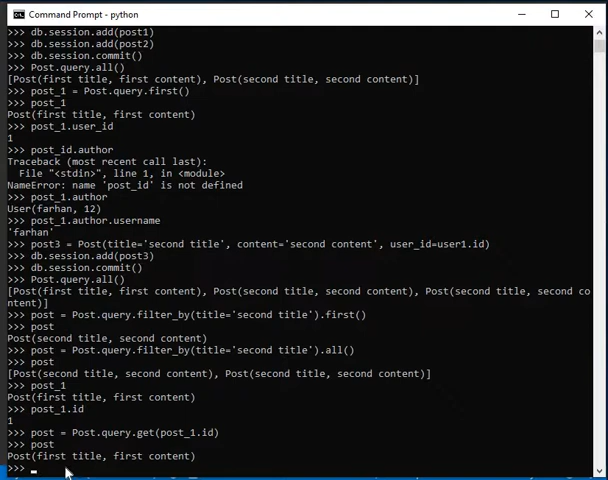 Command Prompt - python
>>> db.session.add(post1)
>>> db.session.add(post2)
>>> db.session.commit()
>>> Post.query.all()
[Post(first title, first content), Post(second title, second content)]
>>> post_1 = Post.query.first()
>>> post_1
Post(first title, first content)
>>> post_1.user_id
1
>>> post_id.author
Traceback (most recent call last):
  File "<stdin>", line 1, in <module>
NameError: name 'post_id' is not defined
>>> post_1.author
User(farhan, 12)
>>> post_1.author.username
'farhan'
>>> post3 = Post(title='second title', content='second content', user_id=user1.id)
>>> db.session.add(post3)
>>> db.session.commit()
>>> Post.query.all()
[Post(first title, first content), Post(second title, second content), Post(second title, second co
ntent)]
>>> post = Post.query.filter_by(title='second title').first()
>>> post
Post(second title, second content)
>>> post = Post.query.filter_by(title='second title').all()
>>> post
[Post(second title, second content), Post(second title, second content)]
>>> post_1
Post(first title, first content)
>>> post_1.id
1
>>> post = Post.query.get(post_1.id)
>>> post
Post(first title, first content)
>>>